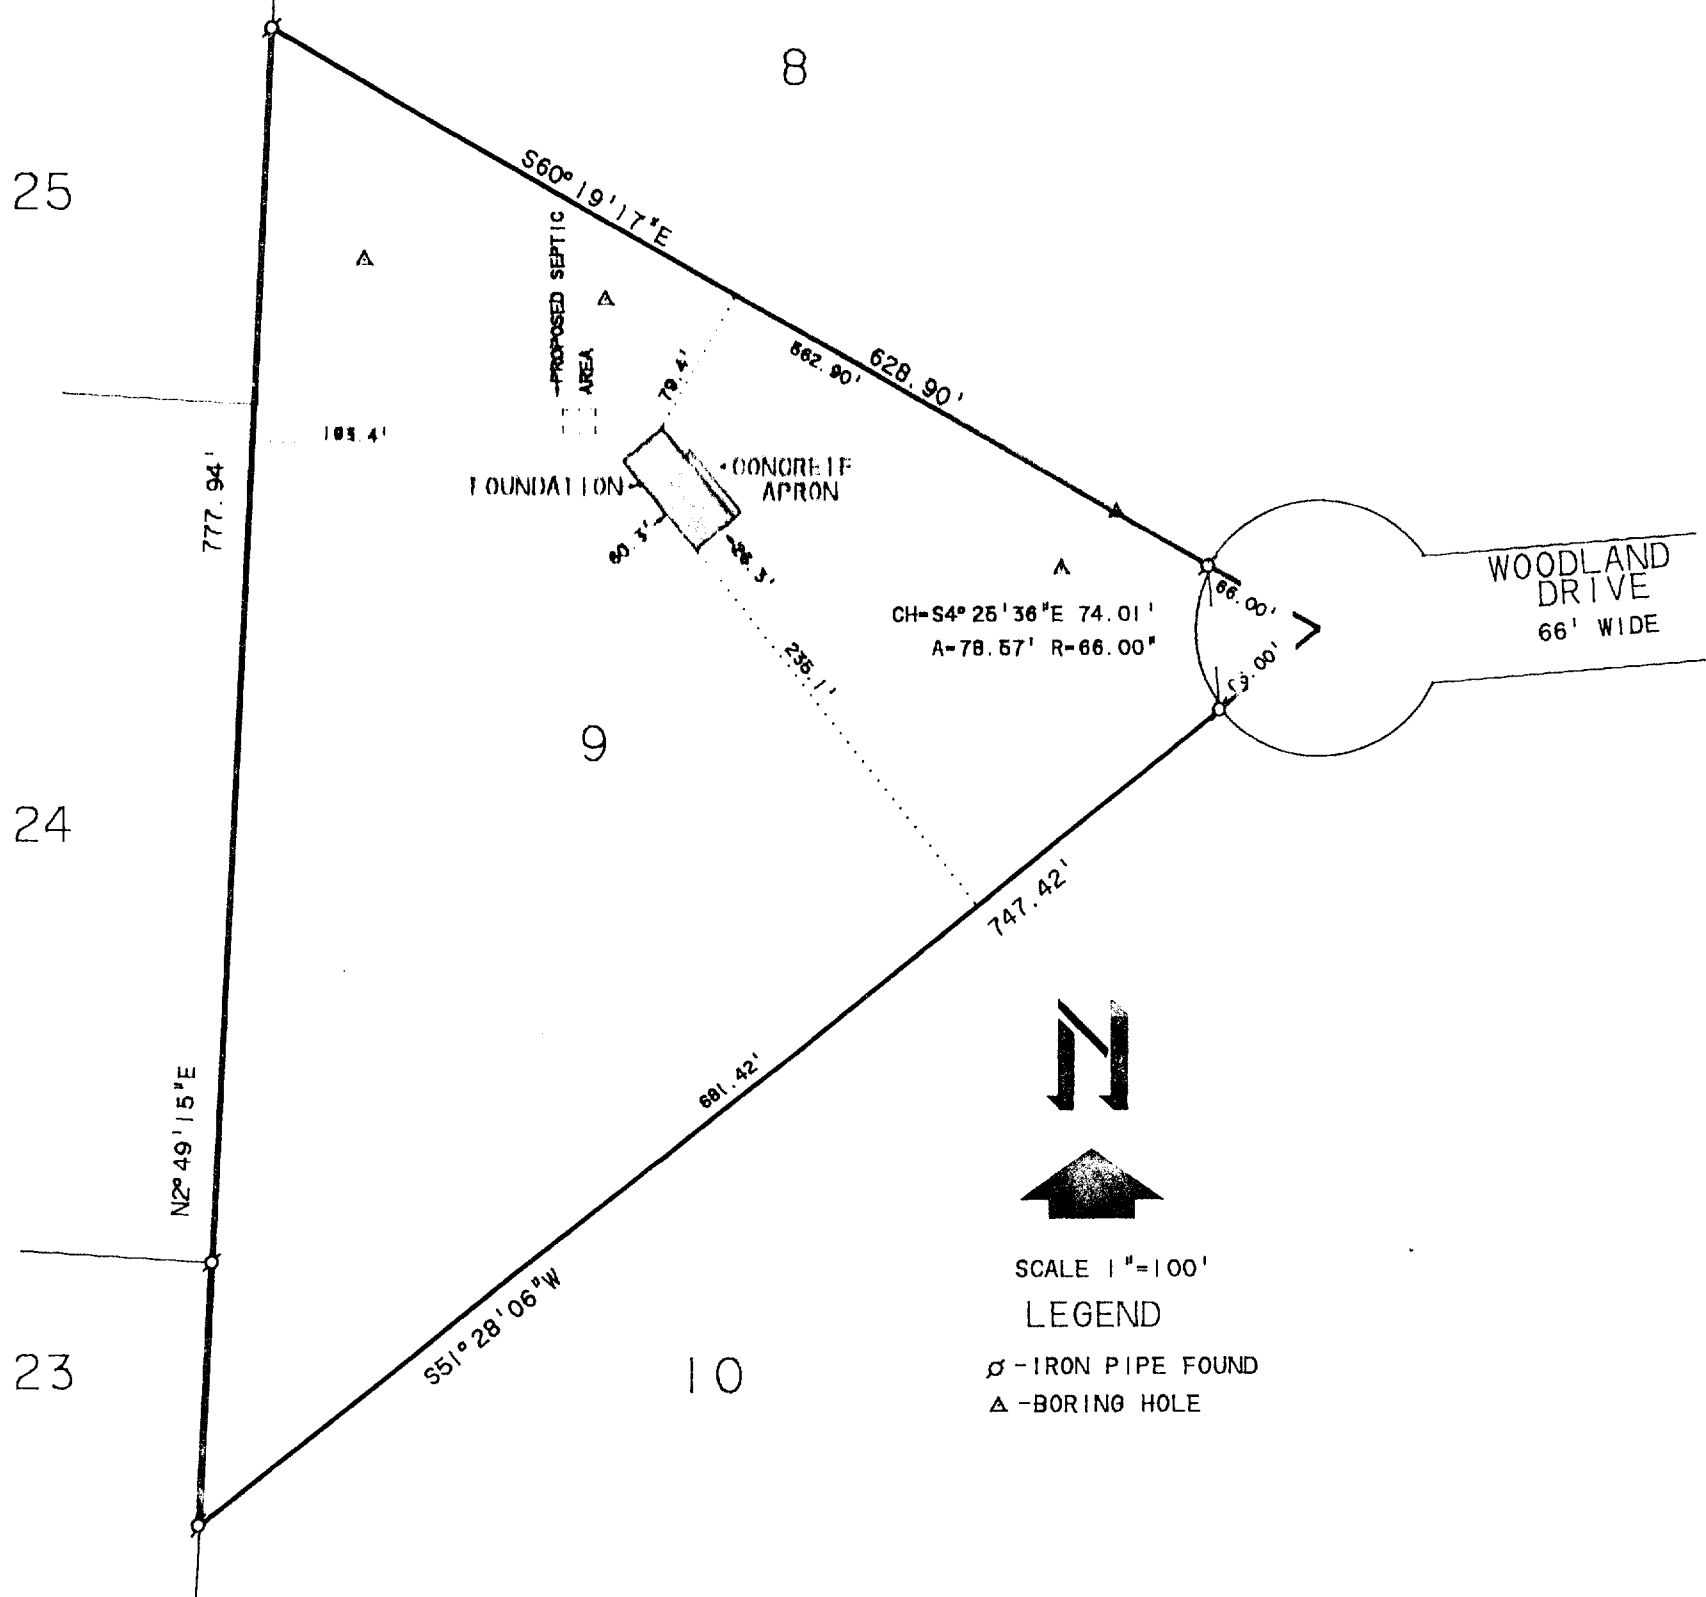 8
25
S60°19'17"E
PROPOSED SEPTIC
AREA
79.4'
562.90'
628.90'
777.94'
FOUNDATION
CONCRETE
APRON
60.3'
26.3'
WOODLAND
DRIVE
66' WIDE
66.00'
CH=S4°25'36"E 74.01'
A=78.57' R=66.00"
235.1'
9
24
747.42'
N
681.42'
N2°49'15"E
SCALE 1"=100'
LEGEND
S51°28'06"W
23
10
-IRON PIPE FOUND
-BORING HOLE